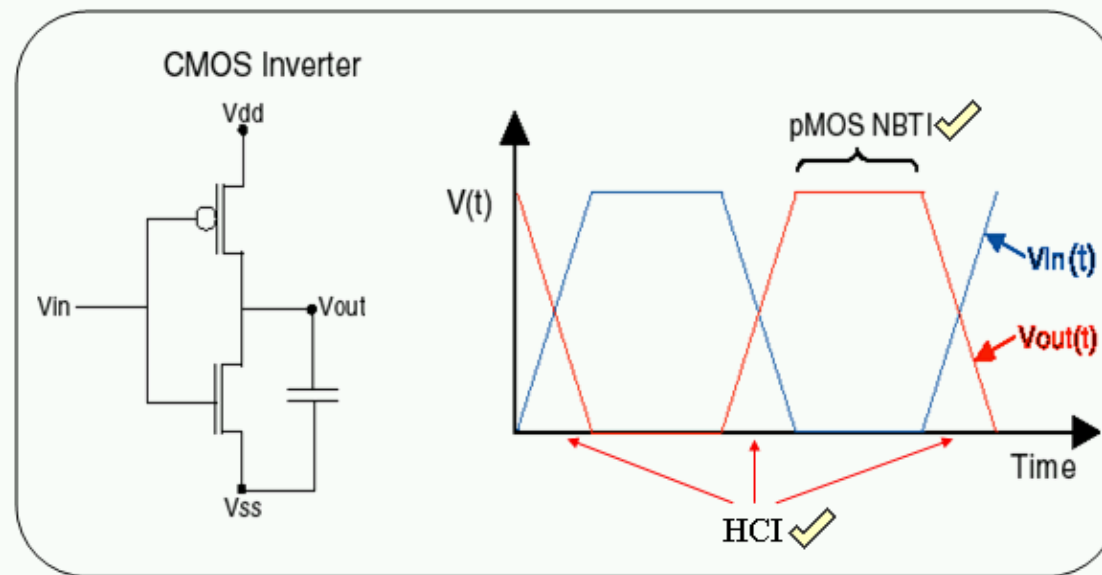 CMOS Inverter
Vdd
Vin
Vout
Vss
pMOS NBTI
V(t)
Vin(t)
Vout(t)
Time
HCI